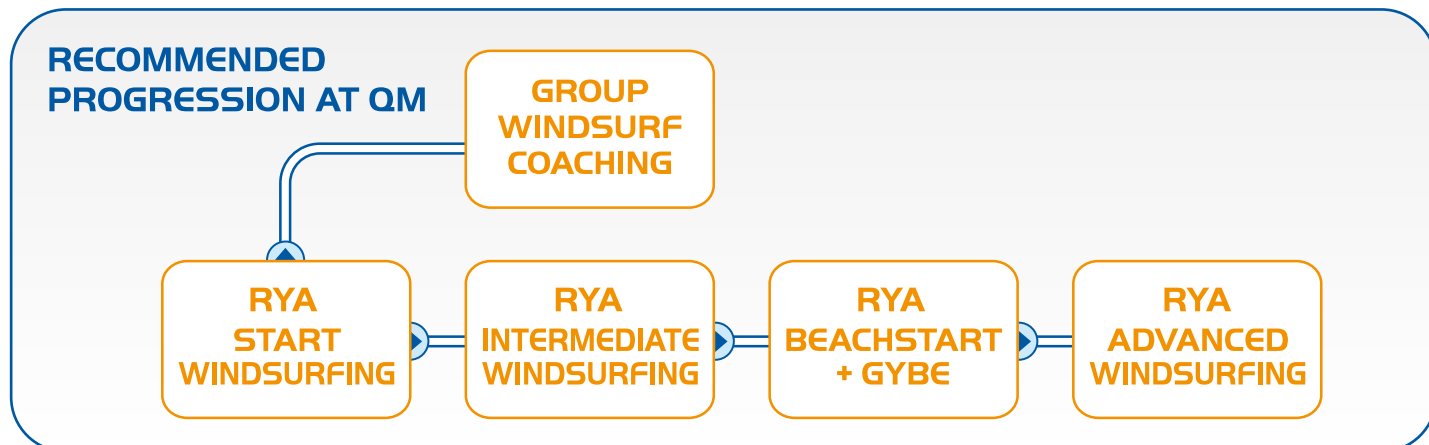 RECOMMENDED
PROGRESSION AT QM
GROUP
WINDSURF
COACHING
RYA
START
WINDSURFING
RYA
INTERMEDIATE
WINDSURFING
RYA
BEACHSTART
+ GYBE
RYA
ADVANCED
WINDSURFING